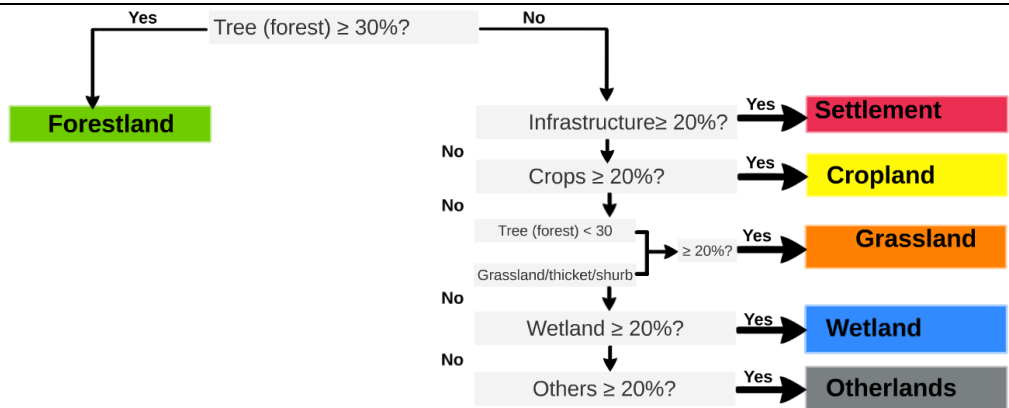 Yes
Tree (forest) ≥ 30%?
No
Forestland
Infrastructure≥ 20%?
Yes
Settlement
No
Crops ≥ 20%?
Yes
Cropland
No
Tree (forest) < 30
Grassland/thicket/shurb
≥ 20%?
Yes
Grassland
No
Wetland ≥ 20%?
Yes
Wetland
No
Others ≥ 20%?
Yes
Otherlands